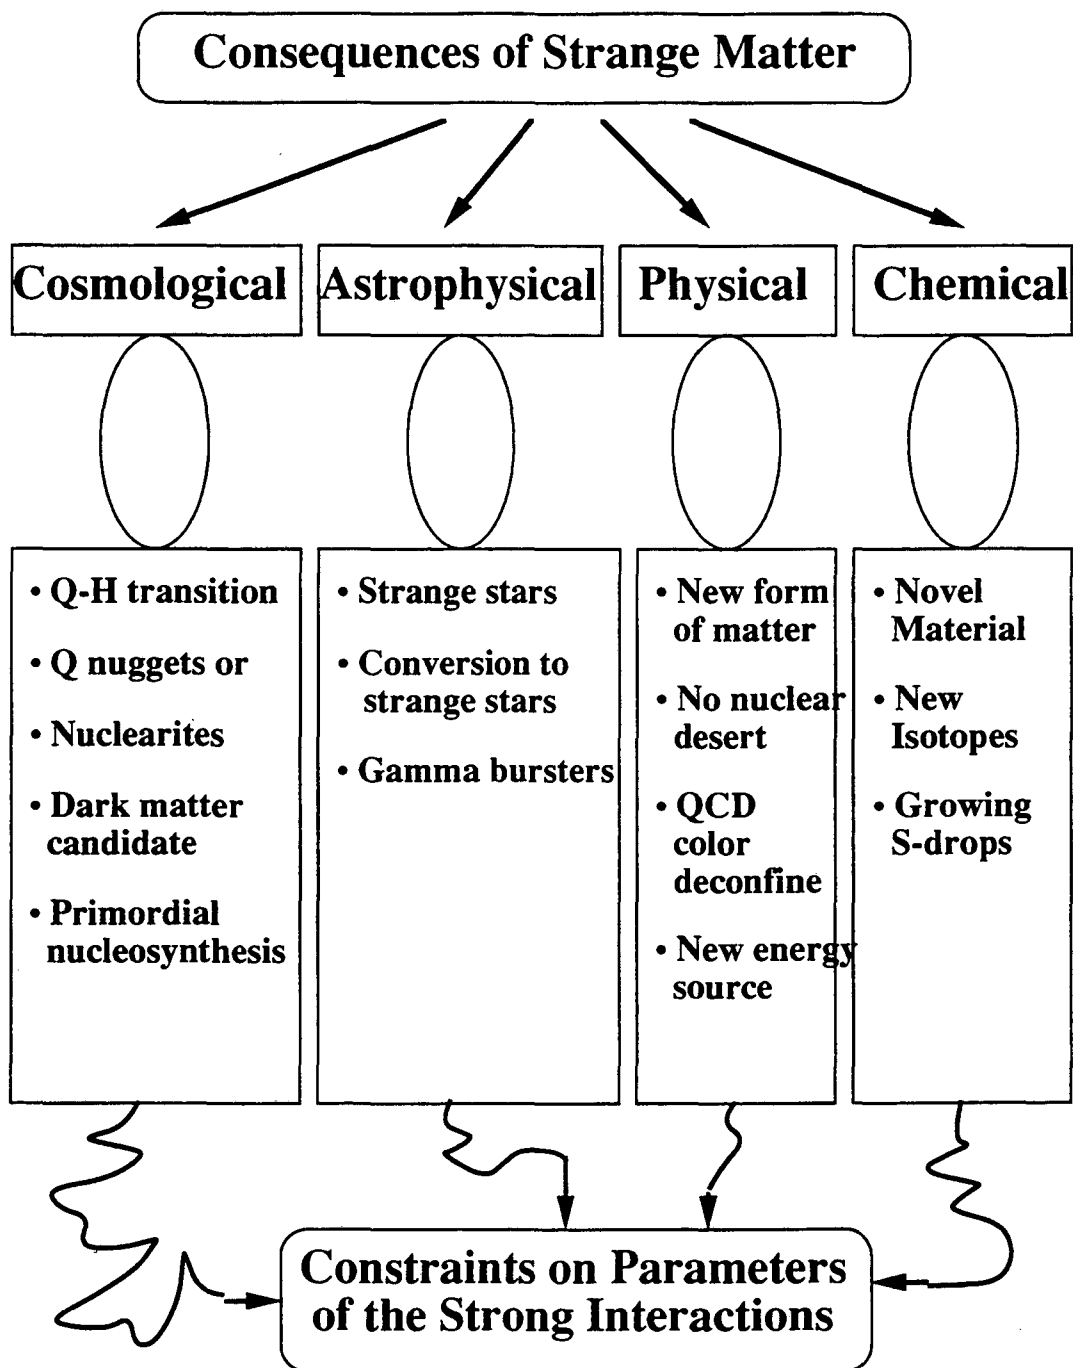 Consequences of Strange Matter
Cosmological
Astrophysical
Physical
Chemical
• Q-H transition
• Q nuggets or
• Nuclearites
• Dark matter
candidate
• Primordial
nucleosynthesis
• Strange stars
• Conversion to
strange stars
• Gamma bursters
• New form
of matter
• No nuclear
desert
• QCD
color
deconfine
• New energy
source
• Novel
Material
• New
Isotopes
• Growing
S-drops
Constraints on Parameters
of the Strong Interactions